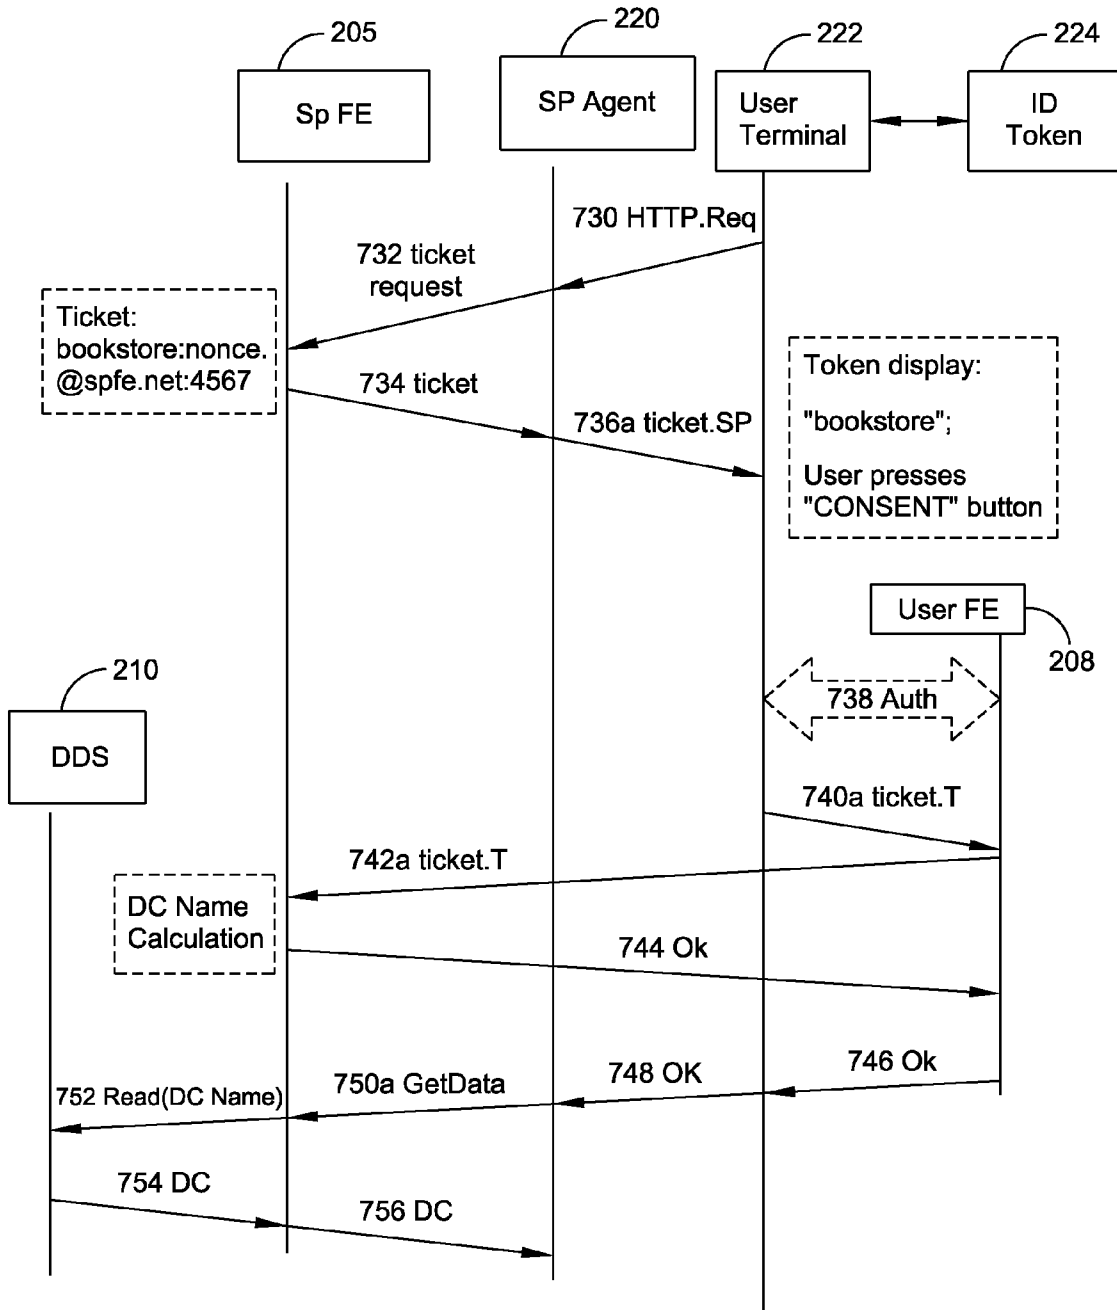 205
220
222
224
Sp FE
SP Agent
User
Terminal
ID
Token
730 HTTP.Req
732 ticket
request
Ticket:
bookstore:nonce.
@spfe.net:4567
734 ticket
736a ticket.SP
Token display:
"bookstore";
User presses
"CONSENT" button
User FE
208
210
738 Auth
DDS
740a ticket.T
742a ticket.T
DC Name
Calculation
744 Ok
746 Ok
748 OK
750a GetData
752 Read(DC Name)
754 DC
756 DC